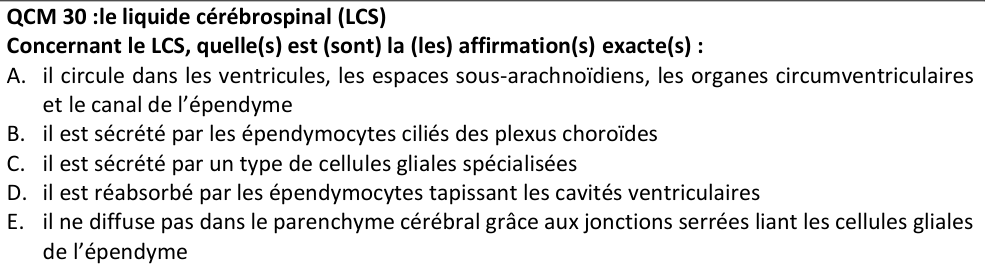 QCM 30 :le liquide cérébrospinal (LCS)
Concernant le LCS, quelle(s) est (sont) la (les) affirmation(s) exacte(s) :
A. il circule dans les ventricules, les espaces sous-arachnoïdiens, les organes circumventriculaires
et le canal de l’épendyme
B. il est sécrété par les épendymocytes ciliés des plexus choroïdes
C. il est sécrété par un type de cellules gliales spécialisées
D. il est réabsorbé par les épendymocytes tapissant les cavités ventriculaires
E. il ne diffuse pas dans le parenchyme cérébral grâce aux jonctions serrées liant les cellules gliales
de l’épendyme